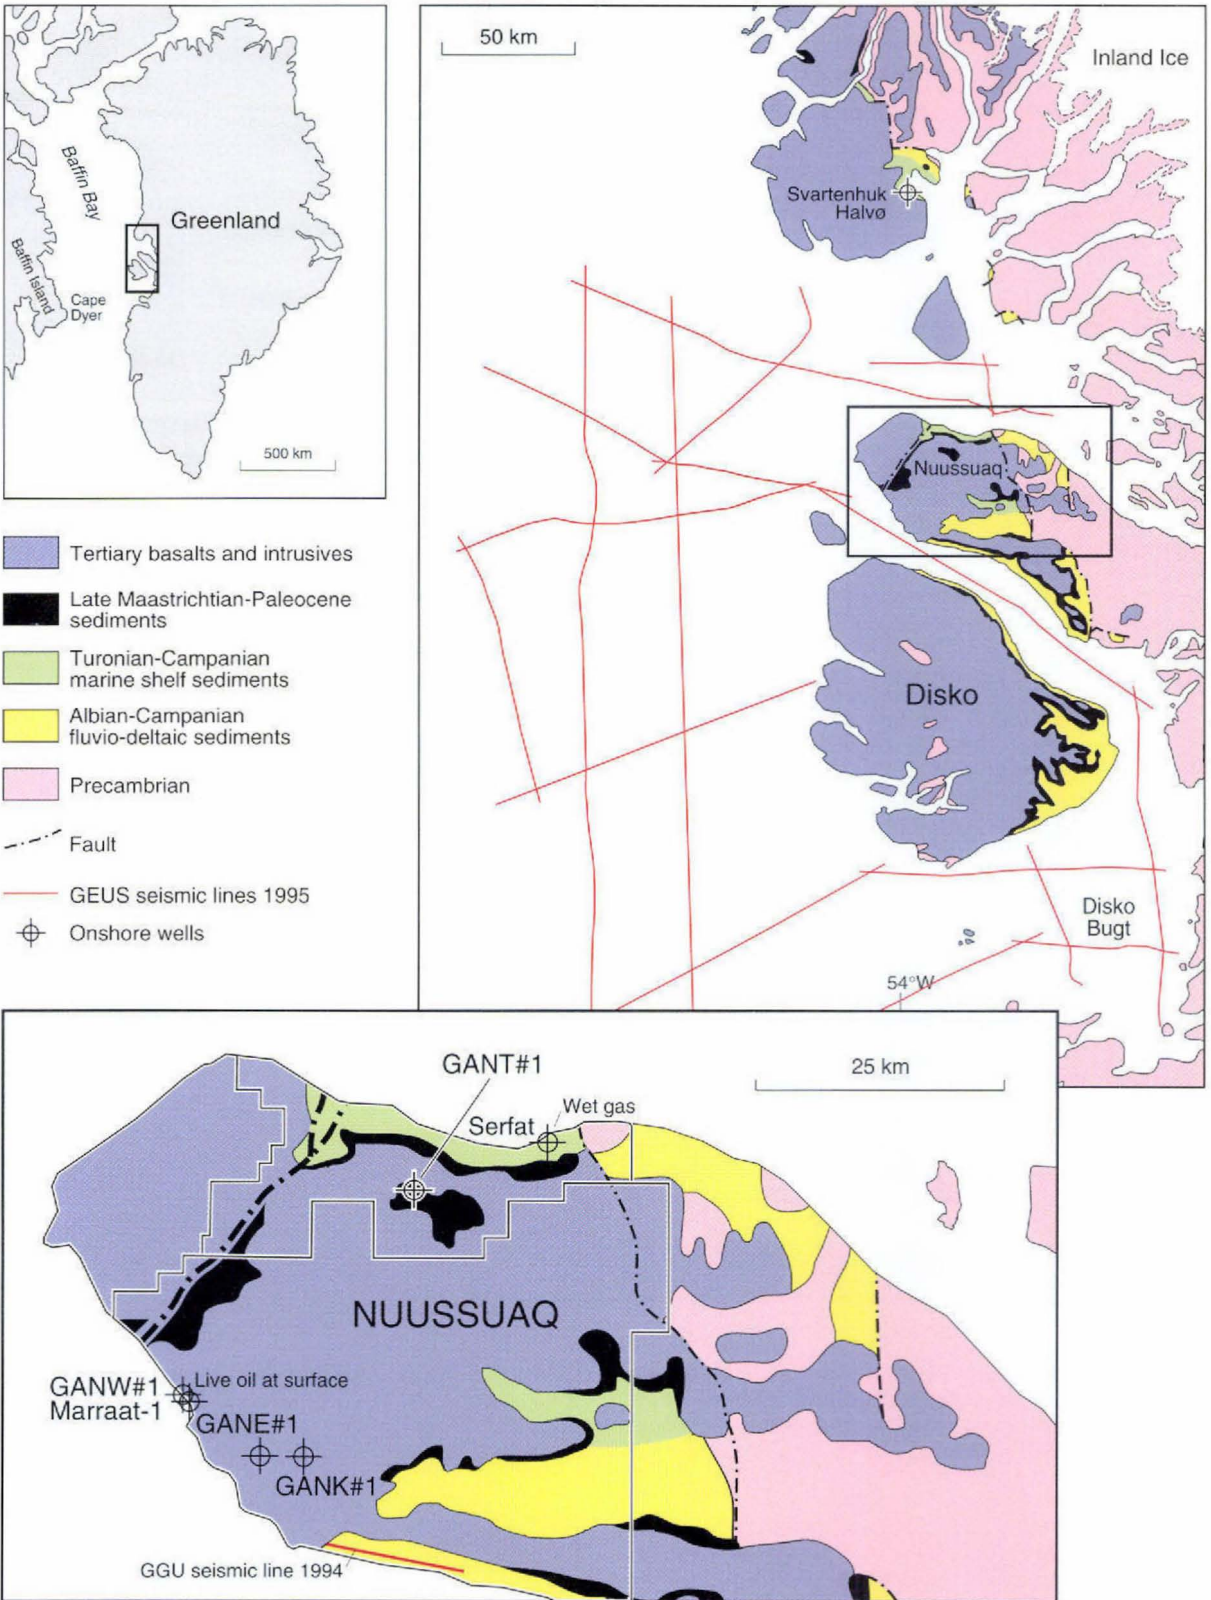 Baffin Bay
Greenland
Baffin Island
Cape
Dyer
500 km
50 km
Inland Ice
Svartenhuk
Halvø
Nuussuaq
Disko
Disko
Bugt
54°W
Tertiary basalts and intrusives
Late Maastrichtian-Paleocene
sediments
Turonian-Campanian
marine shelf sediments
Albian-Campanian
fluvio-deltaic sediments
Precambrian
Fault
GEUS seismic lines 1995
Onshore wells
GANT#1
25 km
Serfat
Wet gas
NUUSSUAQ
GANW#1
Live oil at surface
Marraat-1
GANE#1
GANK#1
GGU seismic line 1994